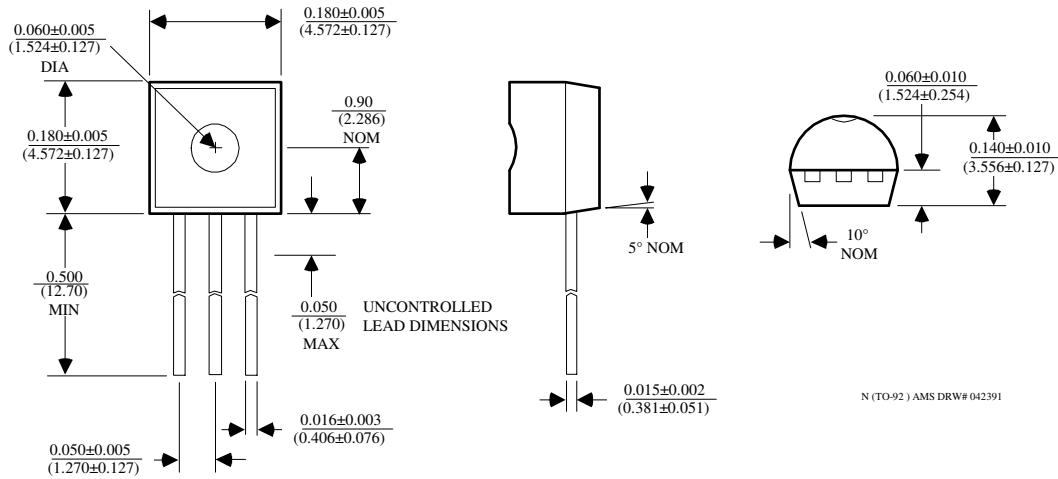 0.060±0.005
(1.524±0.127)
DIA
0.180±0.005
(4.572±0.127)
0.180±0.005
(4.572±0.127)
0.90
(2.286)
NOM
0.500
(12.70)
MIN
0.050
(1.270)
MAX
UNCONTROLLED
LEAD DIMENSIONS
0.016±0.003
(0.406±0.076)
0.050±0.005
(1.270±0.127)
5° NOM
0.015±0.002
(0.381±0.051)
0.060±0.010
(1.524±0.254)
0.140±0.010
(3.556±0.127)
10°
NOM
N (TO-92 ) AMS DRW# 042391